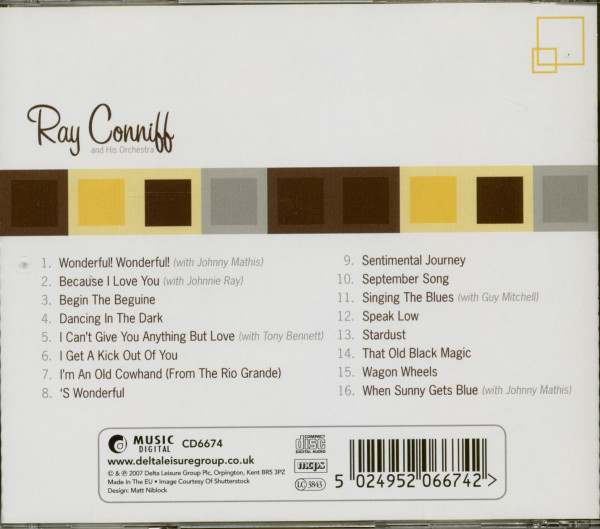 Ray Conniff
and His Orchestra
1. Wonderful! Wonderful! (with Johnny Mathis)
2. Because I Love You (with Johnnie Ray)
3. Begin The Beguine
4. Dancing In The Dark
5. I Can't Give You Anything But Love (with Tony Bennett)
6. I Get A Kick Out Of You
7. I'm An Old Cowhand (From The Rio Grande)
8. ‘S Wonderful
9. Sentimental Journey
10. September Song
11. Singing The Blues (with Guy Mitchell)
12. Speak Low
13. Stardust
14. That Old Black Magic
15. Wagon Wheels
16. When Sunny Gets Blue (with Johnny Mathis)
MUSIC
DIGITAL
CD6674
www.deltaleisuregroup.co.uk
© & ℗ 2007 Delta Leisure Group Plc, Orpington, Kent BR5 3PZ
Made In The EU • Image Courtesy Of Shutterstock
Design: Matt Niblock
COMPACT
disc
DIGITAL AUDIO
mcps
LC 3843
5 024952 066742 >